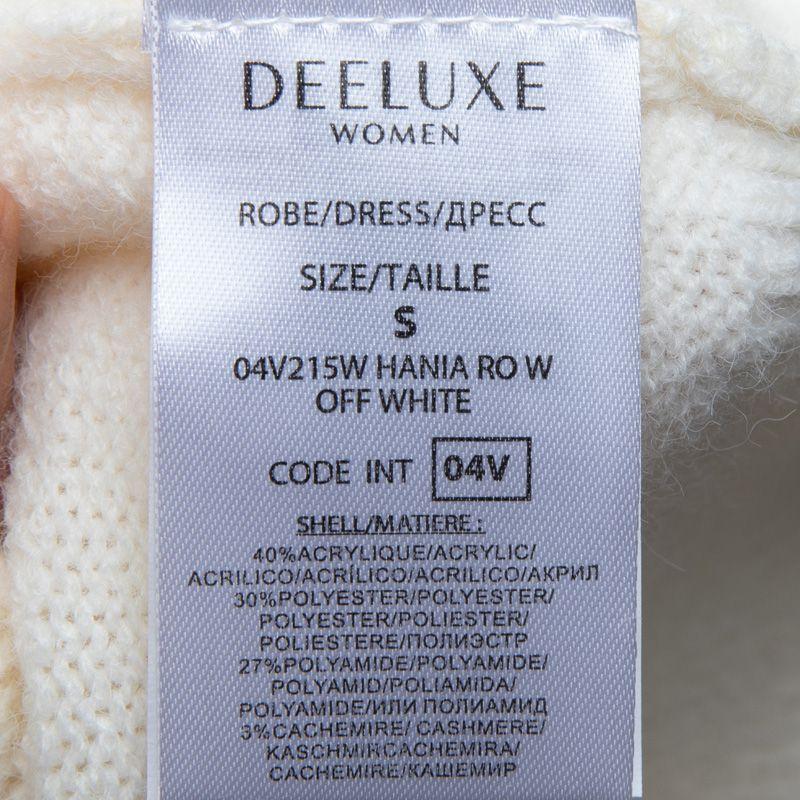 DEELUXE
WOMEN
ROBE/DRESS/ДРЕСС
SIZE/TAILLE
S
04V215W HANIA RO W
OFF WHITE
CODE INT 04V
SHELL/MATIERE :
40%ACRYLIQUE/ACRYLIC/
ACRILICO/ACRÍLICO/ACRILICO/АКРИЛ
30%POLYESTER/POLYESTER/
POLYESTER/POLIESTER/
POLIESTERE/ПОЛИЭСТР
27%POLYAMIDE/POLYAMIDE/
POLYAMID/POLIAMIDA/
POLYAMIDE/ИЛИ ПОЛИАМИД
3%CACHEMIRE/ CASHMERE/
KASCHMIRCACHEMIRA/
CACHEMIRE/КАШЕМИР